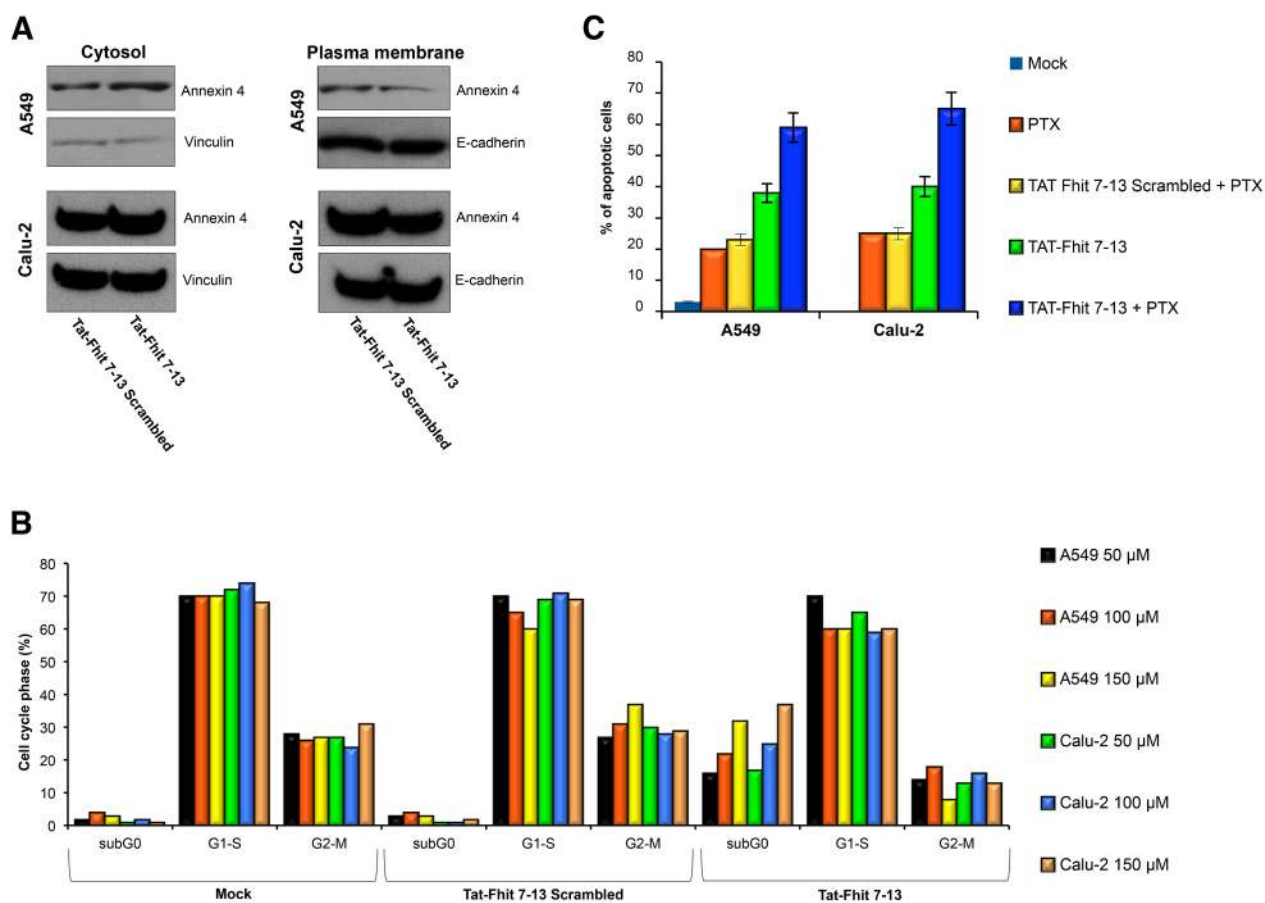 A
Cytosol
A549
Annexin 4
Vinculin
Calu-2
Annexin 4
Vinculin
Tat-Fhit 7-13 Scrambled
Tat-Fhit 7-13
Plasma membrane
A549
Annexin 4
E-cadherin
Calu-2
Annexin 4
E-cadherin
Tat-Fhit 7-13 Scrambled
Tat-Fhit 7-13
C
% of apoptotic cells
80
70
60
50
40
30
20
10
0
A549
Calu-2
Mock
PTX
TAT Fhit 7-13 Scrambled + PTX
TAT-Fhit 7-13
TAT-Fhit 7-13 + PTX
B
Cell cycle phase (%)
80
70
60
50
40
30
20
10
0
subG0
G1-S
G2-M
subG0
G1-S
G2-M
subG0
G1-S
G2-M
Mock
Tat-Fhit 7-13 Scrambled
Tat-Fhit 7-13
A549 50 µM
A549 100 µM
A549 150 µM
Calu-2 50 µM
Calu-2 100 µM
Calu-2 150 µM